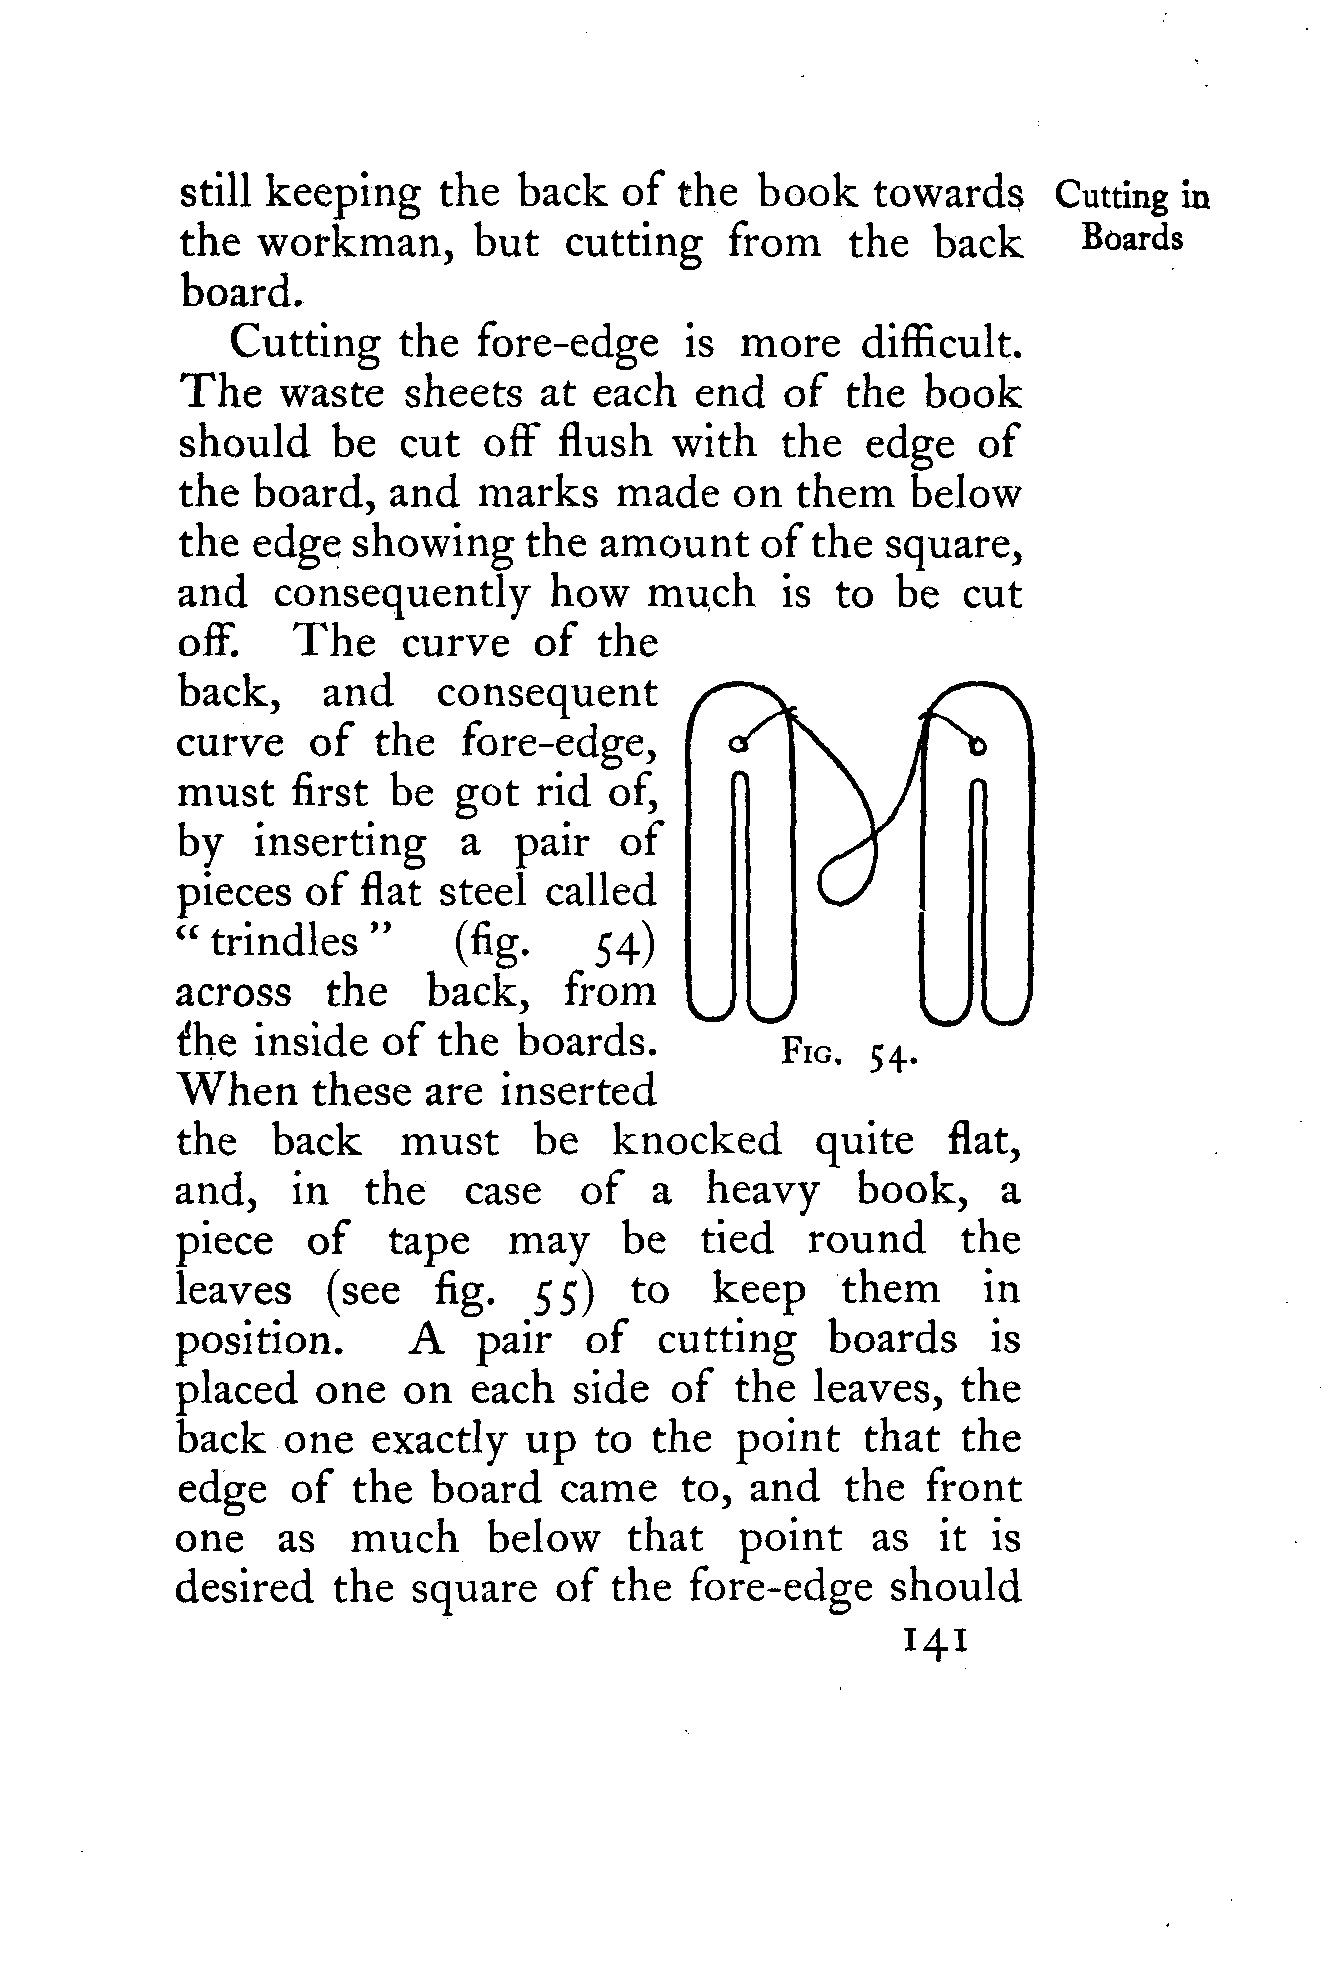 still keeping the back of the book towards
the workman, but cutting from the back
board.
Cutting in
Boards
Cutting the fore-edge is more difficult.
The waste sheets at each end of the book
should be cut off flush with the edge of
the board, and marks made on them below
the edge showing the amount of the square,
and consequently how much is to be cut
off. The curve of the
back, and consequent
curve of the fore-edge,
must first be got rid of,
by inserting a pair of
pieces of flat steel called
“ trindles ” (fig. 54)
across the back, from
the inside of the boards.
When these are inserted
FIG. 54.
the back must be knocked quite flat,
and, in the case of a heavy book, a
piece of tape may be tied round the
leaves (see fig. 55) to keep them in
position. A pair of cutting boards is
placed one on each side of the leaves, the
back one exactly up to the point that the
edge of the board came to, and the front
one as much below that point as it is
desired the square of the fore-edge should
141